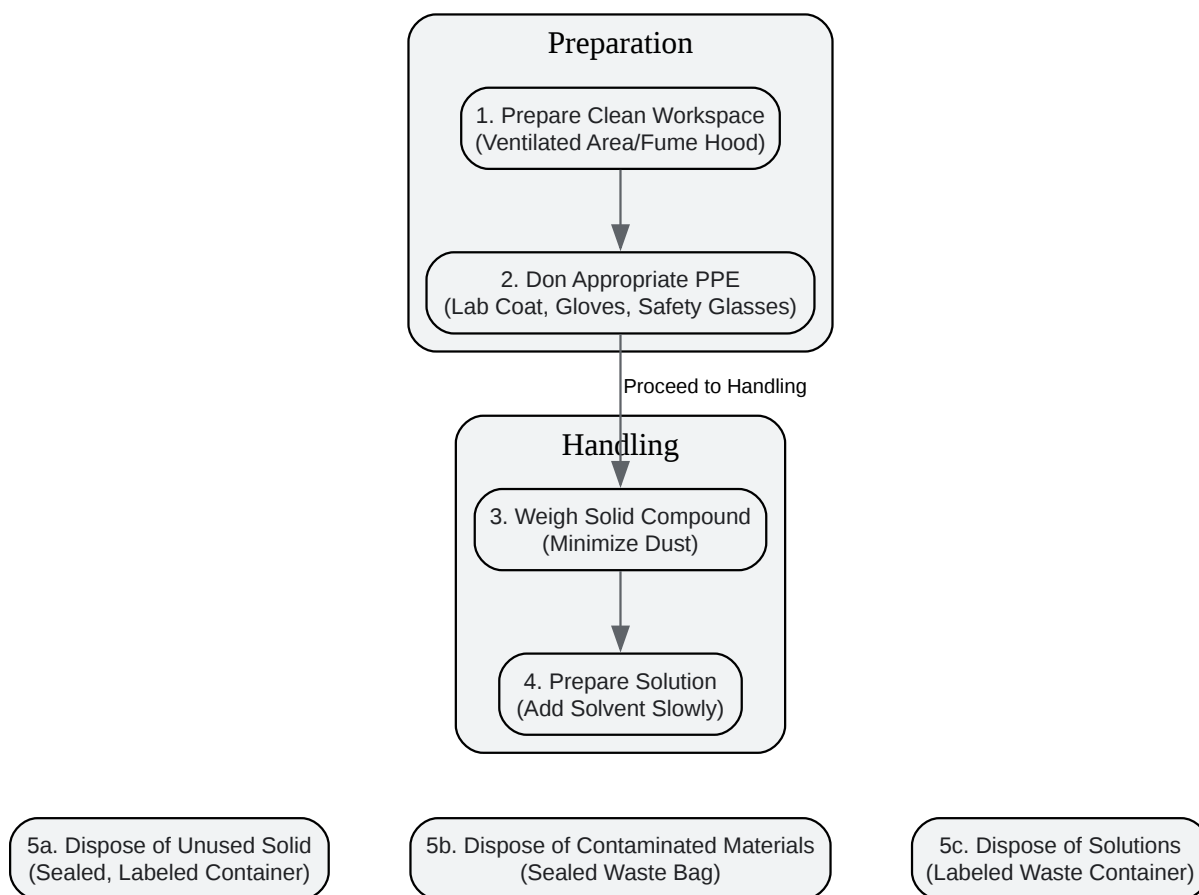 Preparation
1. Prepare Clean Workspace
(Ventilated Area/Fume Hood)
2. Don Appropriate PPE
(Lab Coat, Gloves, Safety Glasses)
Proceed to Handling
Handling
3. Weigh Solid Compound
(Minimize Dust)
4. Prepare Solution
(Add Solvent Slowly)
5a. Dispose of Unused Solid
(Sealed, Labeled Container)
5b. Dispose of Contaminated Materials
(Sealed Waste Bag)
5c. Dispose of Solutions
(Labeled Waste Container)